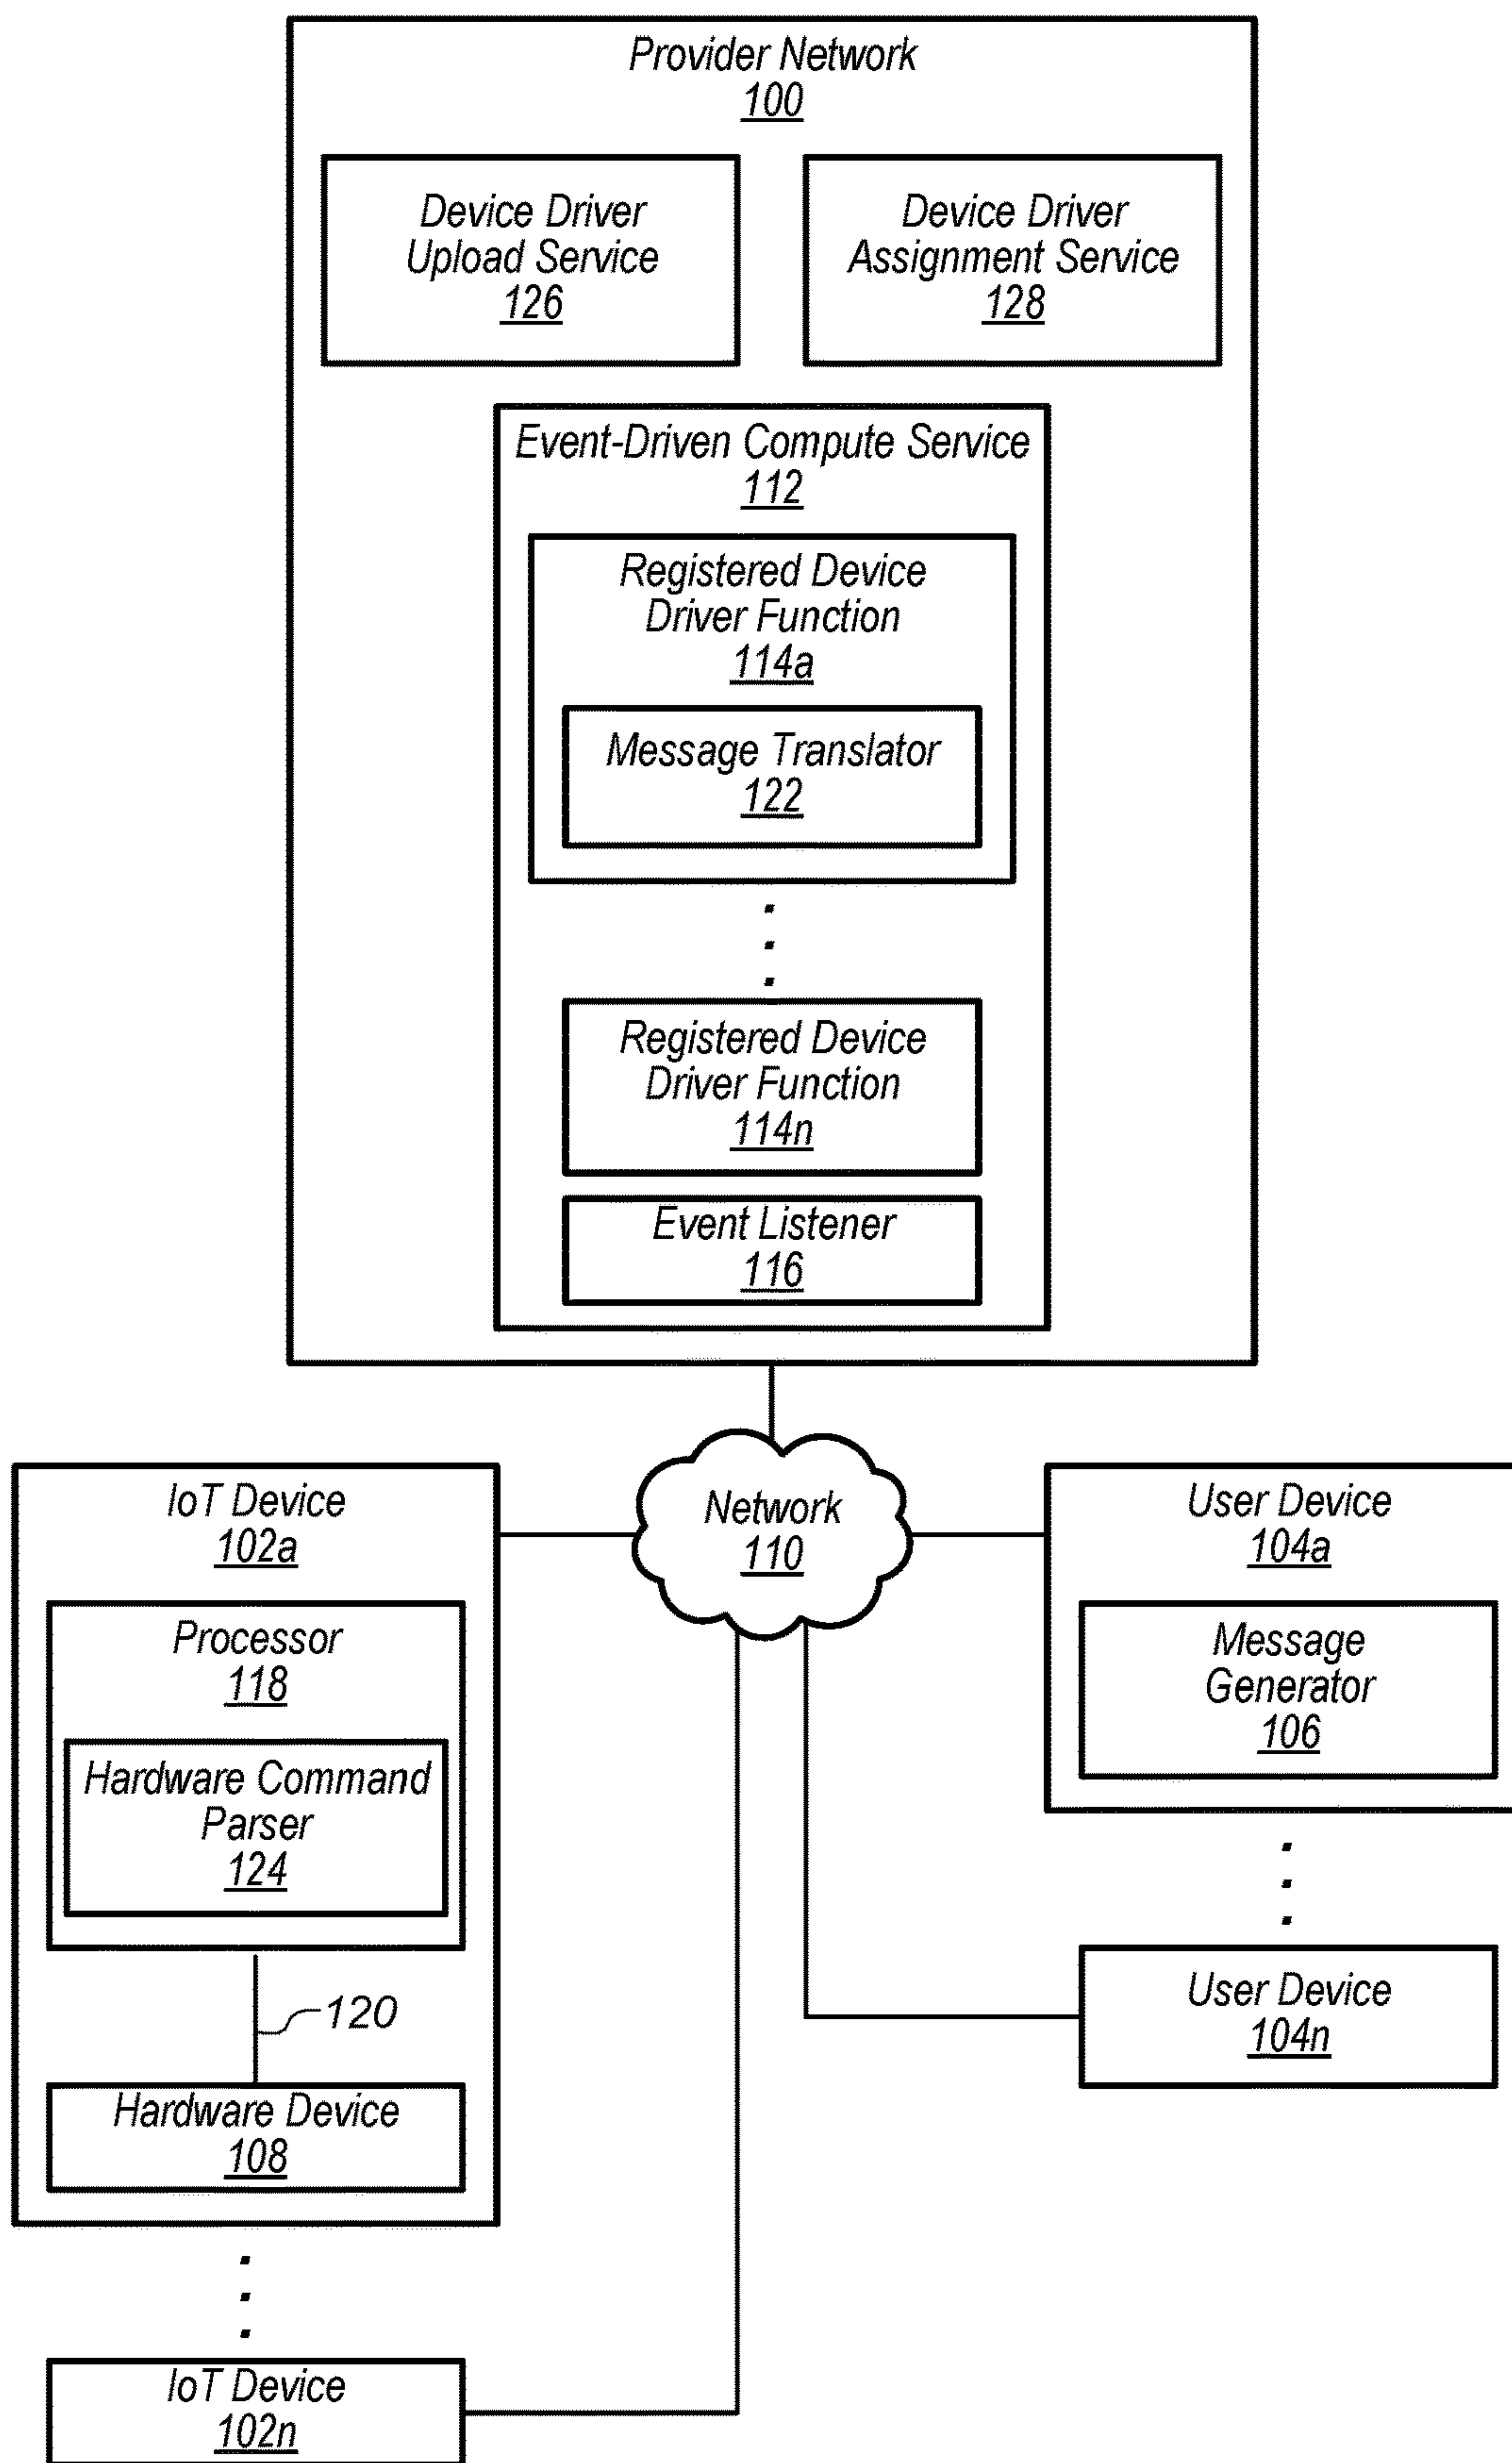 Provider Network
100
Device Driver
Upload Service
126
Device Driver
Assignment Service
128
Event-Driven Compute Service
112
Registered Device
Driver Function
114a
Message Translator
122
Registered Device
Driver Function
114n
Event Listener
116
Network
110
IoT Device
102a
Processor
118
Hardware Command
Parser
124
120
Hardware Device
108
IoT Device
102n
User Device
104a
Message
Generator
106
User Device
104n